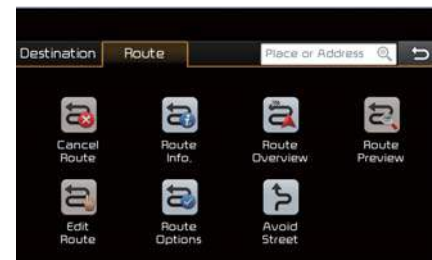 Destination
Route
Place or Address
Cancel
Route
Route
Info.
Route
Overview
Route
Preview
Edit
Route
Route
Options
Avoid
Street